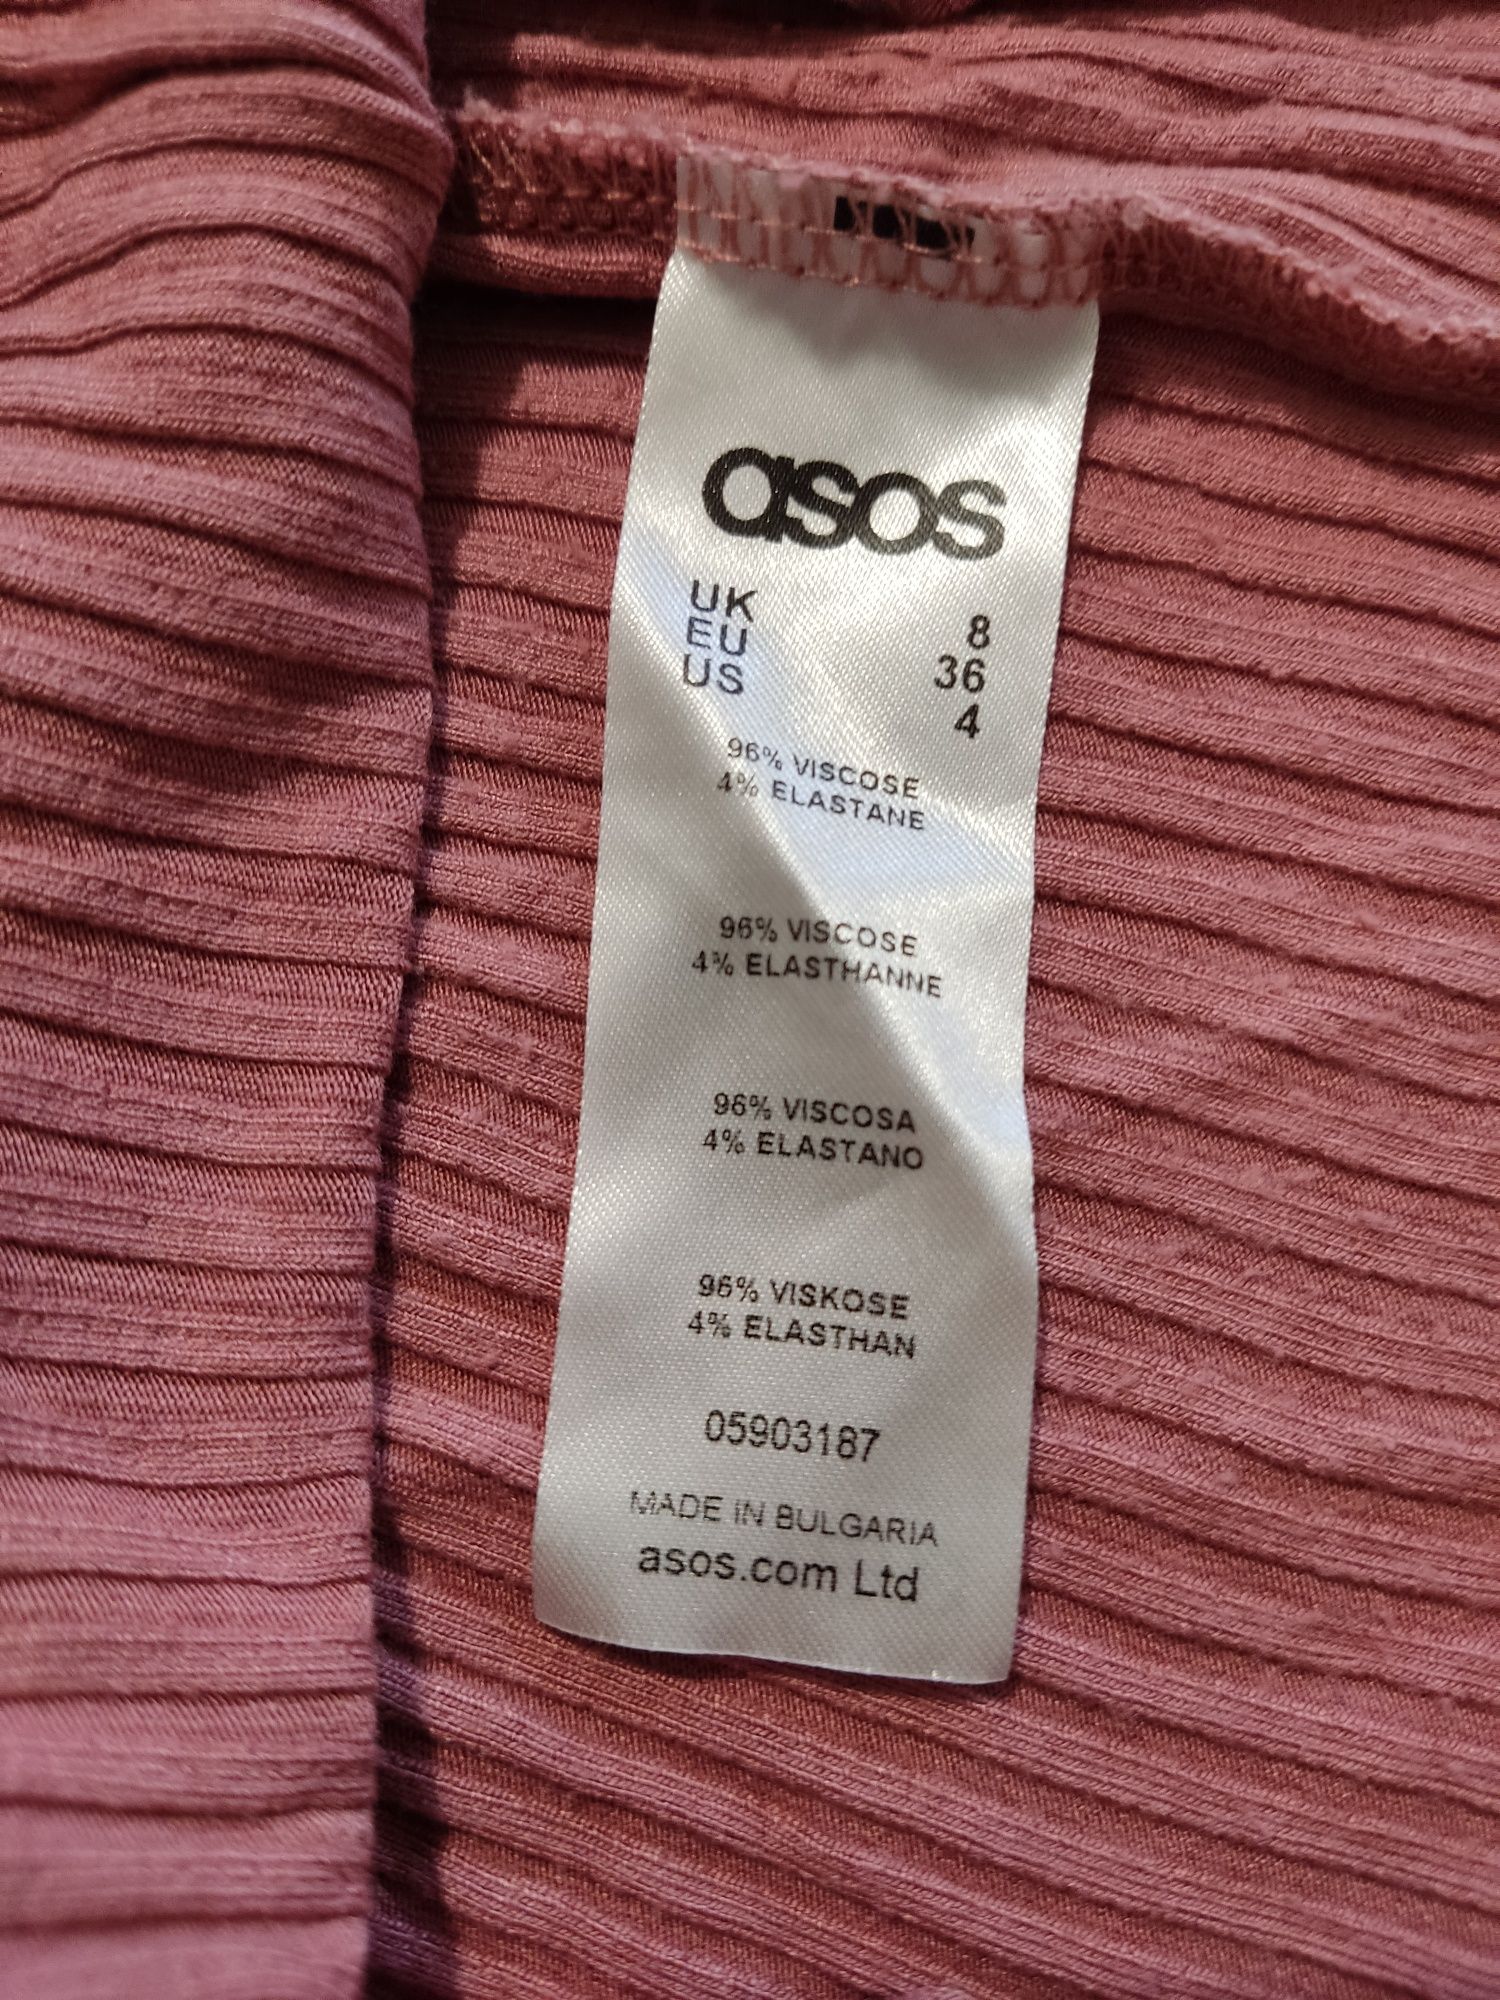 asos
UK 8
EU 36
US 4
96% VISCOSE
4% ELASTANE
96% VISCOSE
4% ELASTHANNE
96% VISCOSA
4% ELASTANO
96% VISKOSE
4% ELASTHAN
05903187
MADE IN BULGARIA
asos.com Ltd